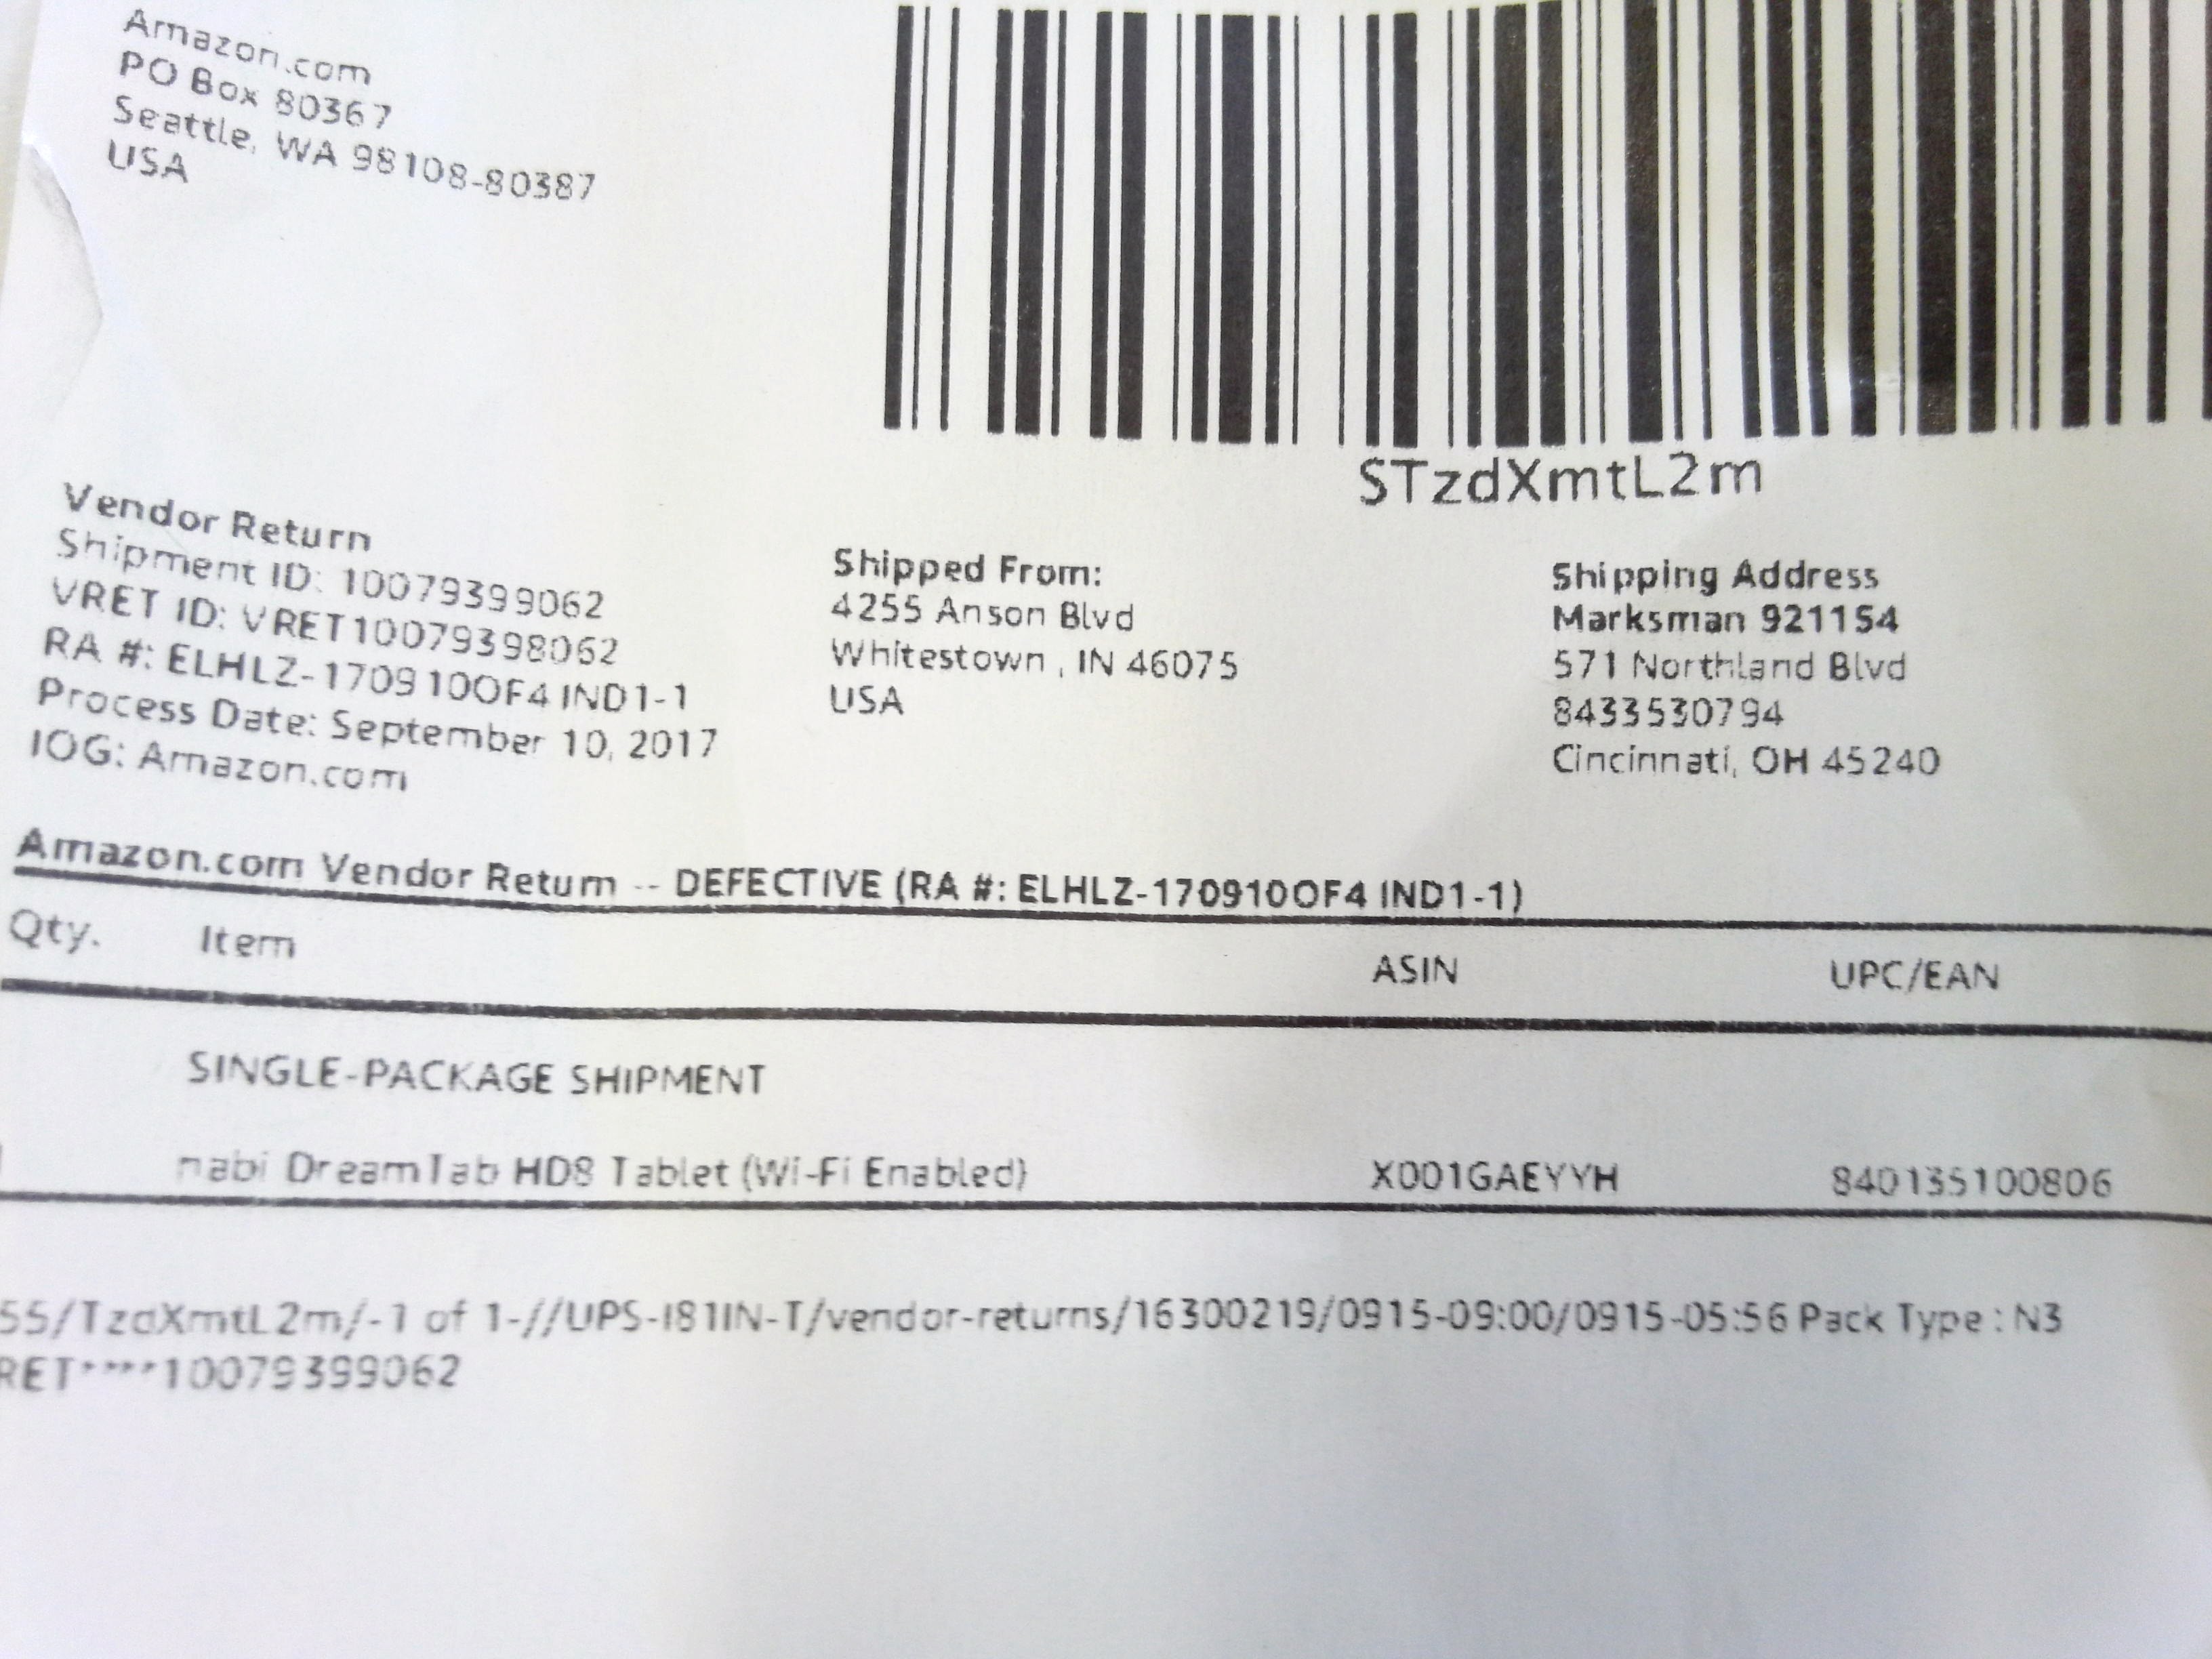 Amazon.com
PO Box 80367
Seattle, WA 98108-80387
USA
STzdXmtL2m
Vendor Return
Shipment ID: 10079399062
VRET ID: VRET10079398062
RA #: ELHLZ-170910OF4 IND1-1
Process Date: September 10, 2017
IOG: Amazon.com
Shipped From:
4255 Anson Blvd
Whitestown , IN 46075
USA
Shipping Address
Marksman 921154
571 Northland Blvd
8433530794
Cincinnati, OH 45240
Amazon.com Vendor Return -- DEFECTIVE (RA #: ELHLZ-170910OF4 IND1-1)
Qty. Item ASIN UPC/EAN
SINGLE-PACKAGE SHIPMENT
nabi DreamTab HD8 Tablet (Wi-Fi Enabled) X001GAEYYH 840135100806
55/TzdXmtL2m/-1 of 1-//UPS-I81IN-T/vendor-returns/16300219/0915-09:00/0915-05:56 Pack Type : N3
RET****10079399062